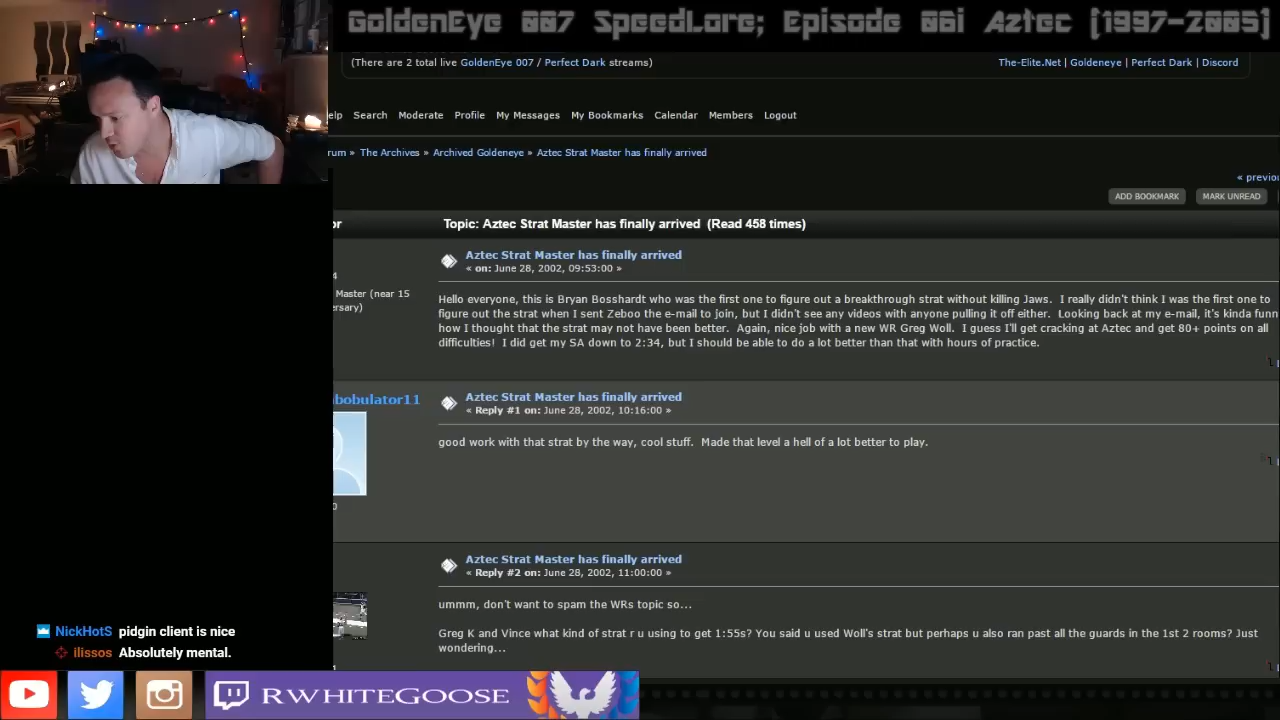 GoldenEye 007 SpeedLore; Episode 06i Aztec [1997-2005]
(There are 2 total live GoldenEye 007 / Perfect Dark streams)
The-Elite.Net | Goldeneye | Perfect Dark | Discord
elp Search Moderate Profile My Messages My Bookmarks Calendar Members Logout
rum » The Archives » Archived Goldeneye » Aztec Strat Master has finally arrived
« previou
ADD BOOKMARK MARK UNREAD
or Topic: Aztec Strat Master has finally arrived (Read 458 times)
Aztec Strat Master has finally arrived
« on: June 28, 2002, 09:53:00 »
4
Master (near 15
ersary)
Hello everyone, this is Bryan Bosshardt who was the first one to figure out a breakthrough strat without killing Jaws. I really didn't think I was the first one to
figure out the strat when I sent Zeboo the e-mail to join, but I didn't see any videos with anyone pulling it off either. Looking back at my e-mail, it's kinda funn
how I thought that the strat may not have been better. Again, nice job with a new WR Greg Woll. I guess I'll get cracking at Aztec and get 80+ points on all
difficulties! I did get my SA down to 2:34, but I should be able to do a lot better than that with hours of practice.
bobulator11
Aztec Strat Master has finally arrived
« Reply #1 on: June 28, 2002, 10:16:00 »
good work with that strat by the way, cool stuff. Made that level a hell of a lot better to play.
0
Aztec Strat Master has finally arrived
« Reply #2 on: June 28, 2002, 11:00:00 »
ummm, don't want to spam the WRs topic so...
Greg K and Vince what kind of strat r u using to get 1:55s? You said u used Woll's strat but perhaps u also ran past all the guards in the 1st 2 rooms? Just
wondering...
1
NickHotS pidgin client is nice
ilissos Absolutely mental.
RWHITEGOOSE